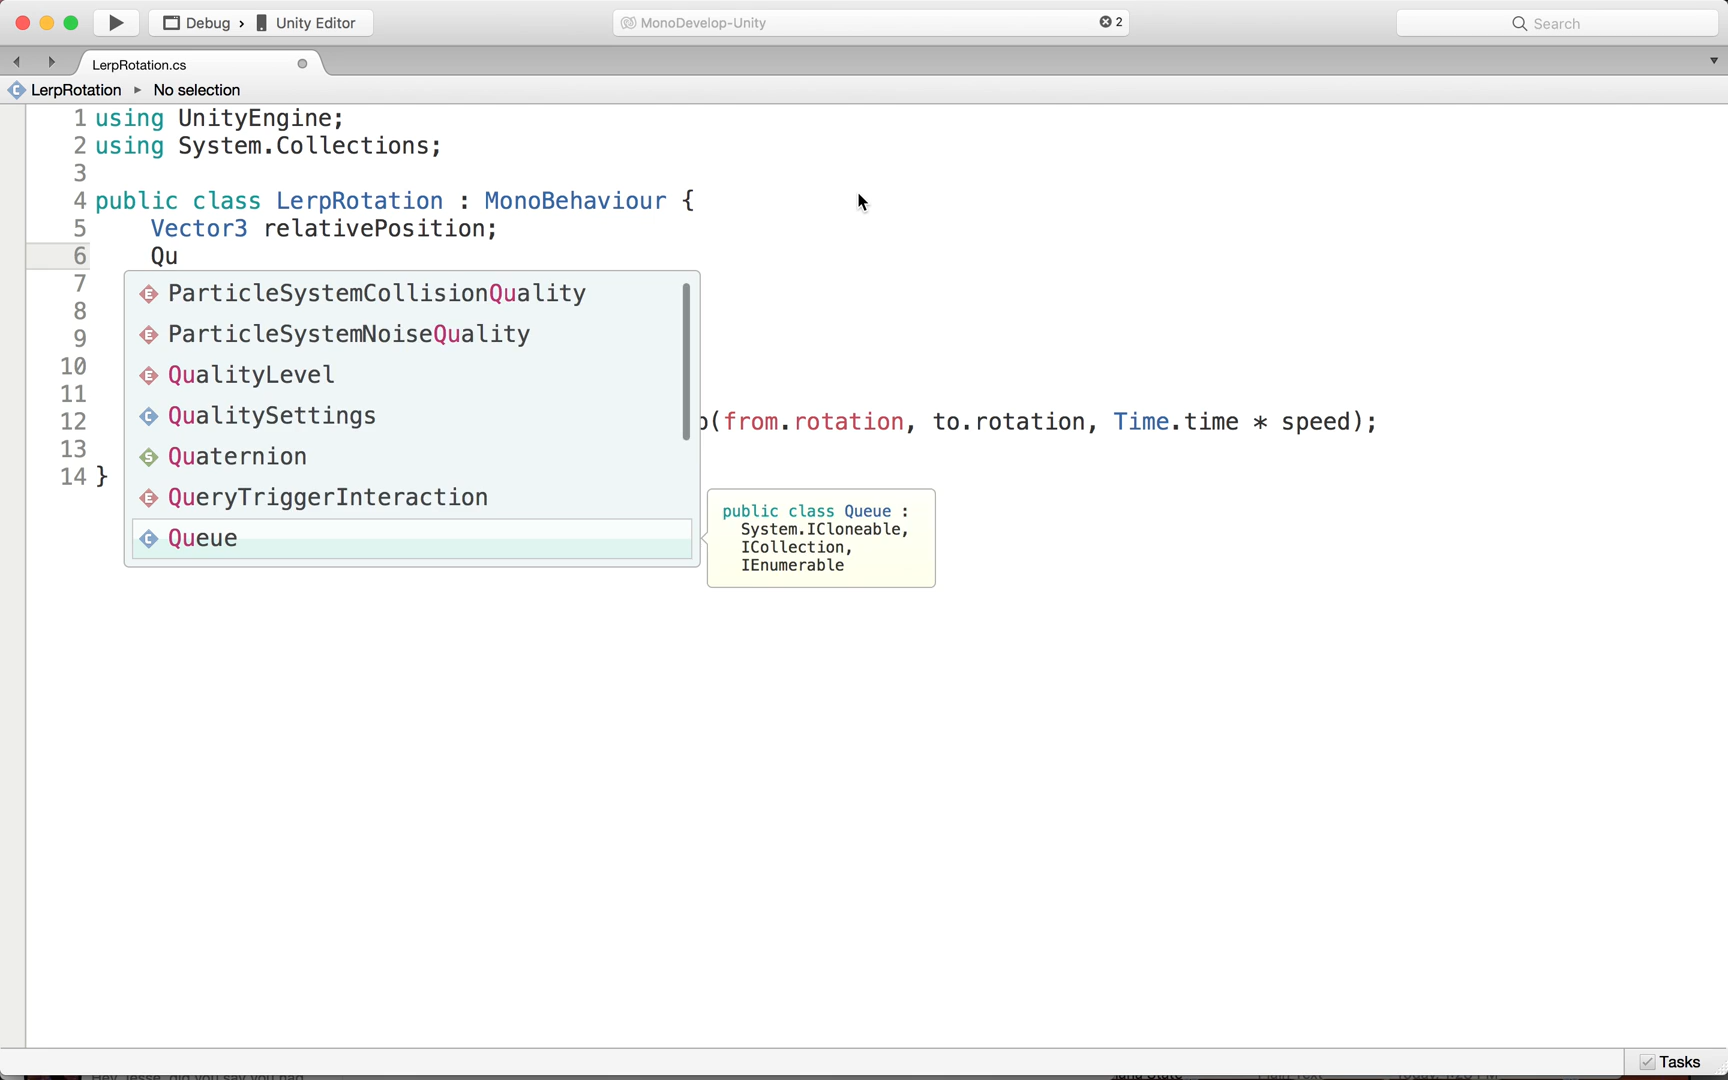 Debug › Unity Editor
MonoDevelop-Unity
2
Search
LerpRotation.cs
LerpRotation ▸ No selection
1 using UnityEngine;
2 using System.Collections;
3
4 public class LerpRotation : MonoBehaviour {
5 Vector3 relativePosition;
6 Qu
7
8
9
10
11
12 (from.rotation, to.rotation, Time.time * speed);
13
14 }
ParticleSystemCollisionQuality
ParticleSystemNoiseQuality
QualityLevel
QualitySettings
Quaternion
QueryTriggerInteraction
Queue
public class Queue :
System.ICloneable,
ICollection,
IEnumerable
Tasks